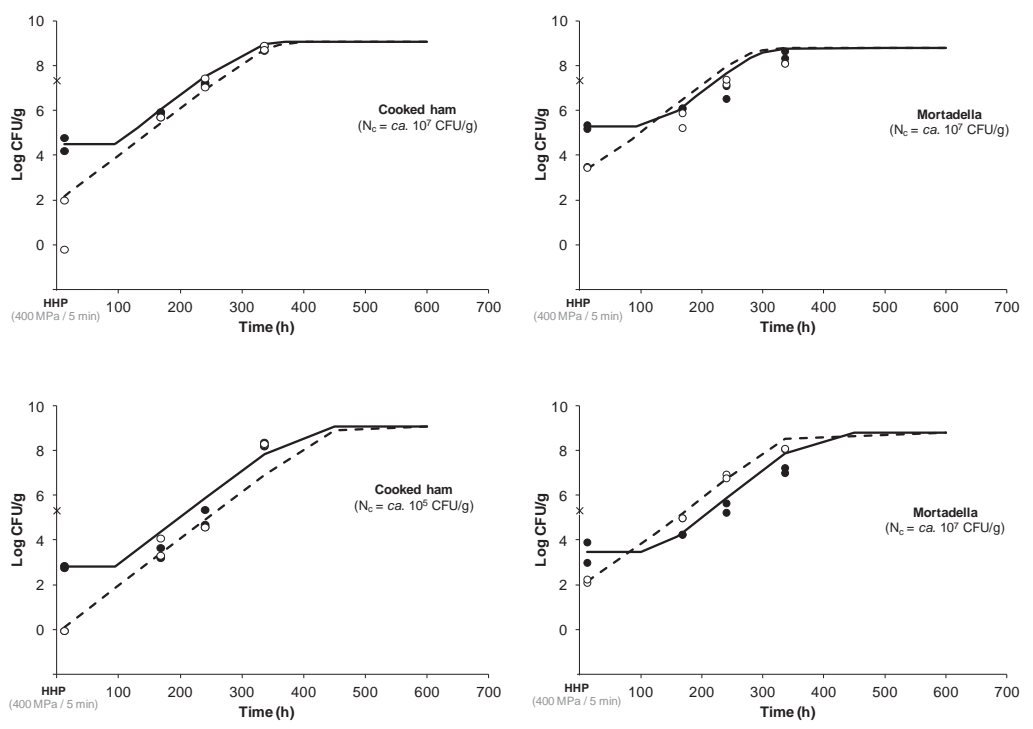 10
8
6
4
2
0
Log CFU/g
Cooked ham
(Nc = ca. 10⁷ CFU/g)
HHP 100 200 300 400 500 600 700
(400 MPa / 5 min)
Time (h)
10
8
6
4
2
0
Log CFU/g
Mortadella
(Nc = ca. 10⁷ CFU/g)
HHP 100 200 300 400 500 600 700
(400 MPa / 5 min)
Time (h)
10
8
6
4
2
0
Log CFU/g
Cooked ham
(Nc = ca. 10⁵ CFU/g)
HHP 100 200 300 400 500 600 700
(400 MPa / 5 min)
Time (h)
10
8
6
4
2
0
Log CFU/g
Mortadella
(Nc = ca. 10⁷ CFU/g)
HHP 100 200 300 400 500 600 700
(400 MPa / 5 min)
Time (h)